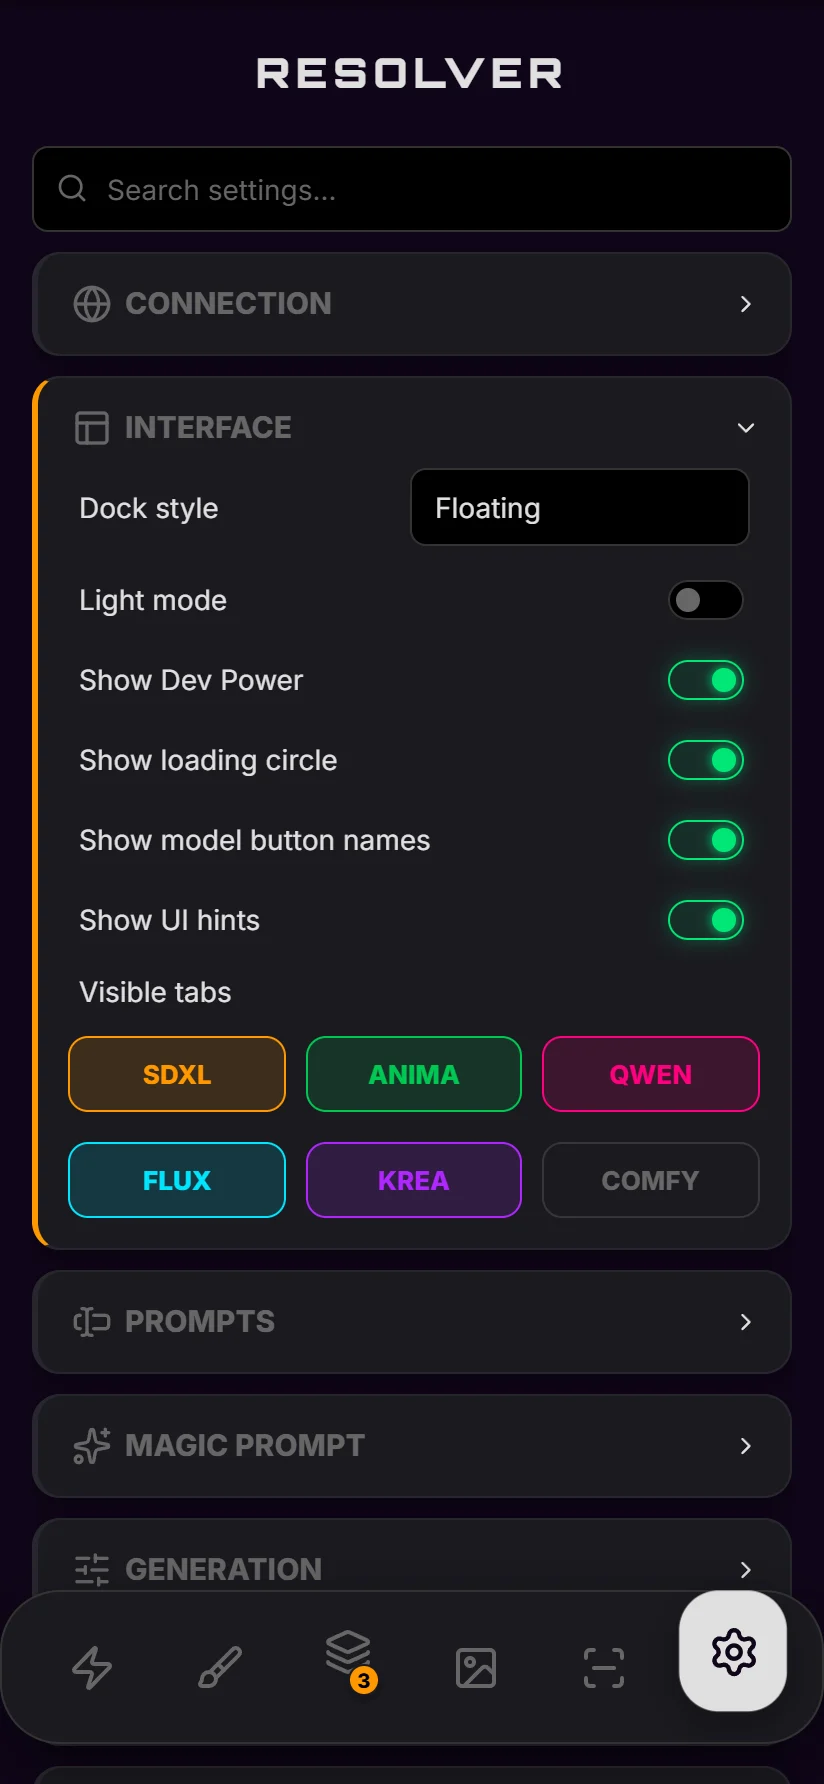 RESOLVER
Search settings...
CONNECTION
INTERFACE
Dock style
Floating
Light mode
Show Dev Power
Show loading circle
Show model button names
Show UI hints
Visible tabs
SDXL
ANIMA
QWEN
FLUX
KREA
COMFY
PROMPTS
MAGIC PROMPT
GENERATION
3